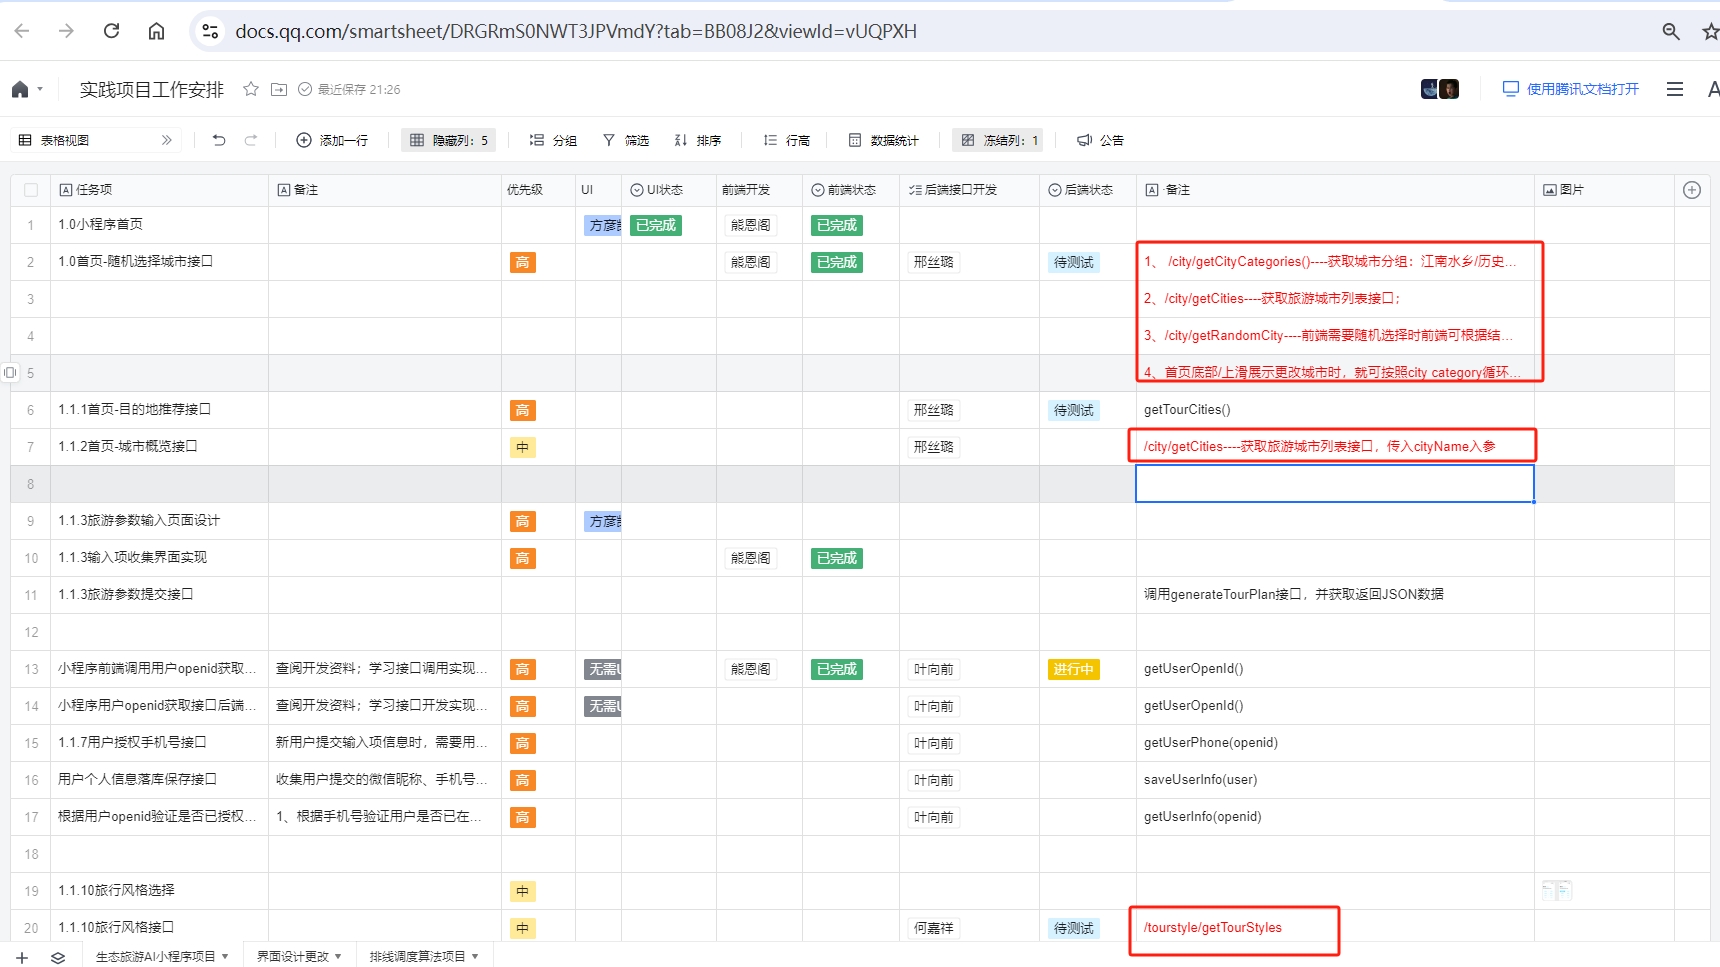 docs.qq.com/smartsheet/DRGRmS0NWT3JPVmdY?tab=BB08J2&viewId=vUQPXH
实践项目工作安排 最近保存 21:26 使用腾讯文档打开
表格视图 添加一行 隐藏列：5 分组 筛选 排序 行高 数据统计 冻结列：1 公告
任务项 备注 优先级 UI UI状态 前端开发 前端状态 后端接口开发 后端状态 备注 图片
1 1.0小程序首页 方彦 已完成 熊恩阁 已完成
2 1.0首页-随机选择城市接口 高 熊恩阁 已完成 邢丝璐 待测试 1、 /city/getCityCategories()----获取城市分组：江南水乡/历史...
3 2、/city/getCities----获取旅游城市列表接口；
4 3、/city/getRandomCity----前端需要随机选择时前端可根据结...
5 4、首页底部/上滑展示更改城市时，就可按照city category循环...
6 1.1.1首页-目的地推荐接口 高 邢丝璐 待测试 getTourCities()
7 1.1.2首页-城市概览接口 中 邢丝璐 /city/getCities----获取旅游城市列表接口，传入cityName入参
8
9 1.1.3旅游参数输入页面设计 高 方彦
10 1.1.3输入项收集界面实现 高 熊恩阁 已完成
11 1.1.3旅游参数提交接口 调用generateTourPlan接口，并获取返回JSON数据
12
13 小程序前端调用用户openid获取... 查阅开发资料；学习接口调用实现... 高 无需U 熊恩阁 已完成 叶向前 进行中 getUserOpenId()
14 小程序用户openid获取接口后端... 查阅开发资料；学习接口开发实现... 高 无需U 叶向前 getUserOpenId()
15 1.1.7用户授权手机号接口 新用户提交输入项信息时，需要用... 高 叶向前 getUserPhone(openid)
16 用户个人信息落库保存接口 收集用户提交的微信昵称、手机号... 高 叶向前 saveUserInfo(user)
17 根据用户openid验证是否已授权... 1、根据手机号验证用户是否已在... 高 叶向前 getUserInfo(openid)
18
19 1.1.10旅行风格选择 中
20 1.1.10旅行风格接口 中 何嘉祥 待测试 /tourstyle/getTourStyles
生态旅游AI小程序项目 界面设计更改 排线调度算法项目